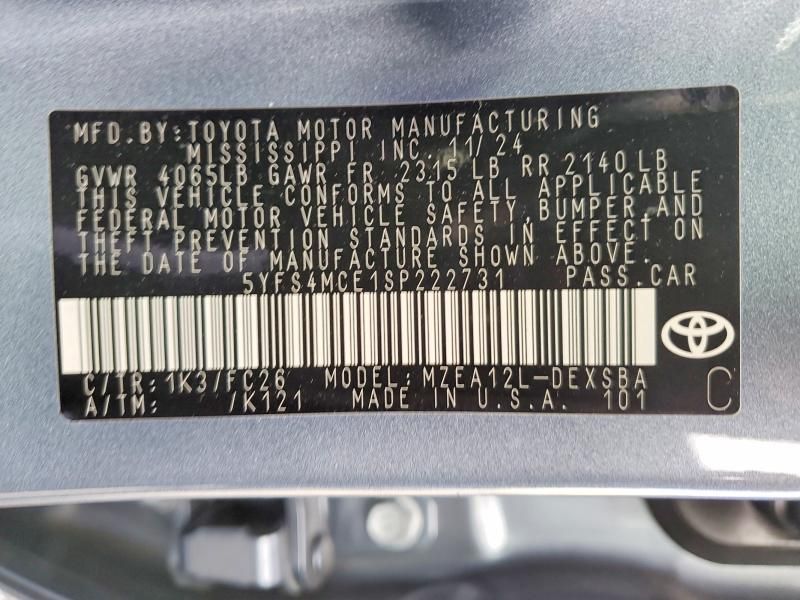 MFD.BY:TOYOTA MOTOR MANUFACTURING
MISSISSIPPI INC. 11/24
GVWR 4065LB GAWR FR 2315 LB RR 2140LB
THIS VEHICLE CONFORMS TO ALL APPLICABLE
FEDERAL MOTOR VEHICLE SAFETY,BUMPER,AND
THEFT PREVENTION STANDARDS IN EFFECT ON
THE DATE OF MANUFACTURE SHOWN ABOVE.
5YFS4MCE1SP222731 PASS.CAR
C/TR: 1K3/FC26 MODEL: MZEA12L-DEXSBA
A/TM: /K121 MADE IN U.S.A. 101 C